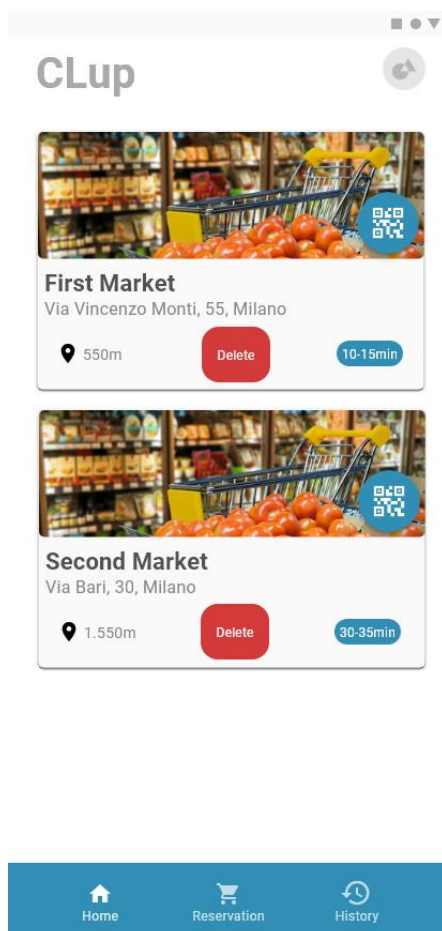 CLup
First Market
Via Vincenzo Monti, 55, Milano
550m
Delete
10-15min
Second Market
Via Bari, 30, Milano
1.550m
Delete
30-35min
Home
Reservation
History